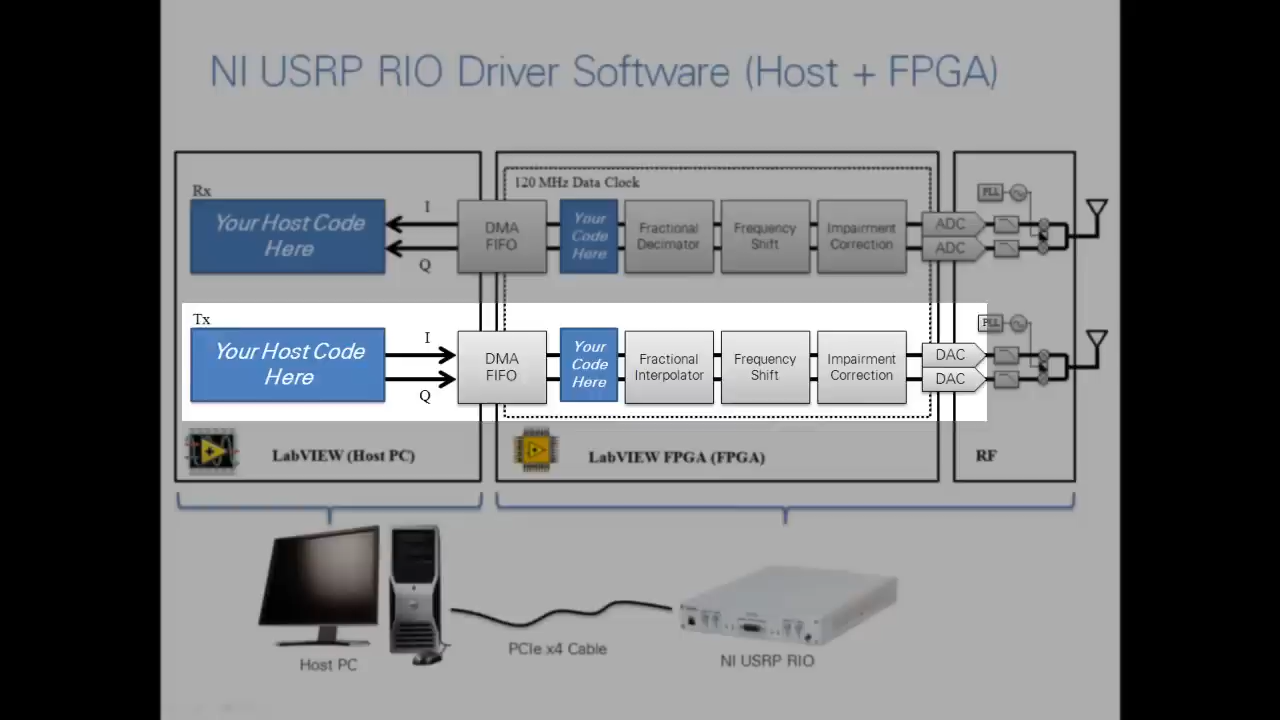 NI USRP RIO Driver Software (Host + FPGA)
120 MHz Data Clock
Rx
Your Host Code
Here
I
Q
DMA
FIFO
Your
Code
Here
Fractional
Decimator
Frequency
Shift
Impairment
Correction
ADC
ADC
PLL
Tx
Your Host Code
Here
I
Q
DMA
FIFO
Your
Code
Here
Fractional
Interpolator
Frequency
Shift
Impairment
Correction
DAC
DAC
PLL
LabVIEW (Host PC)
LabVIEW FPGA (FPGA)
RF
PCIe x4 Cable
Host PC
NI USRP RIO